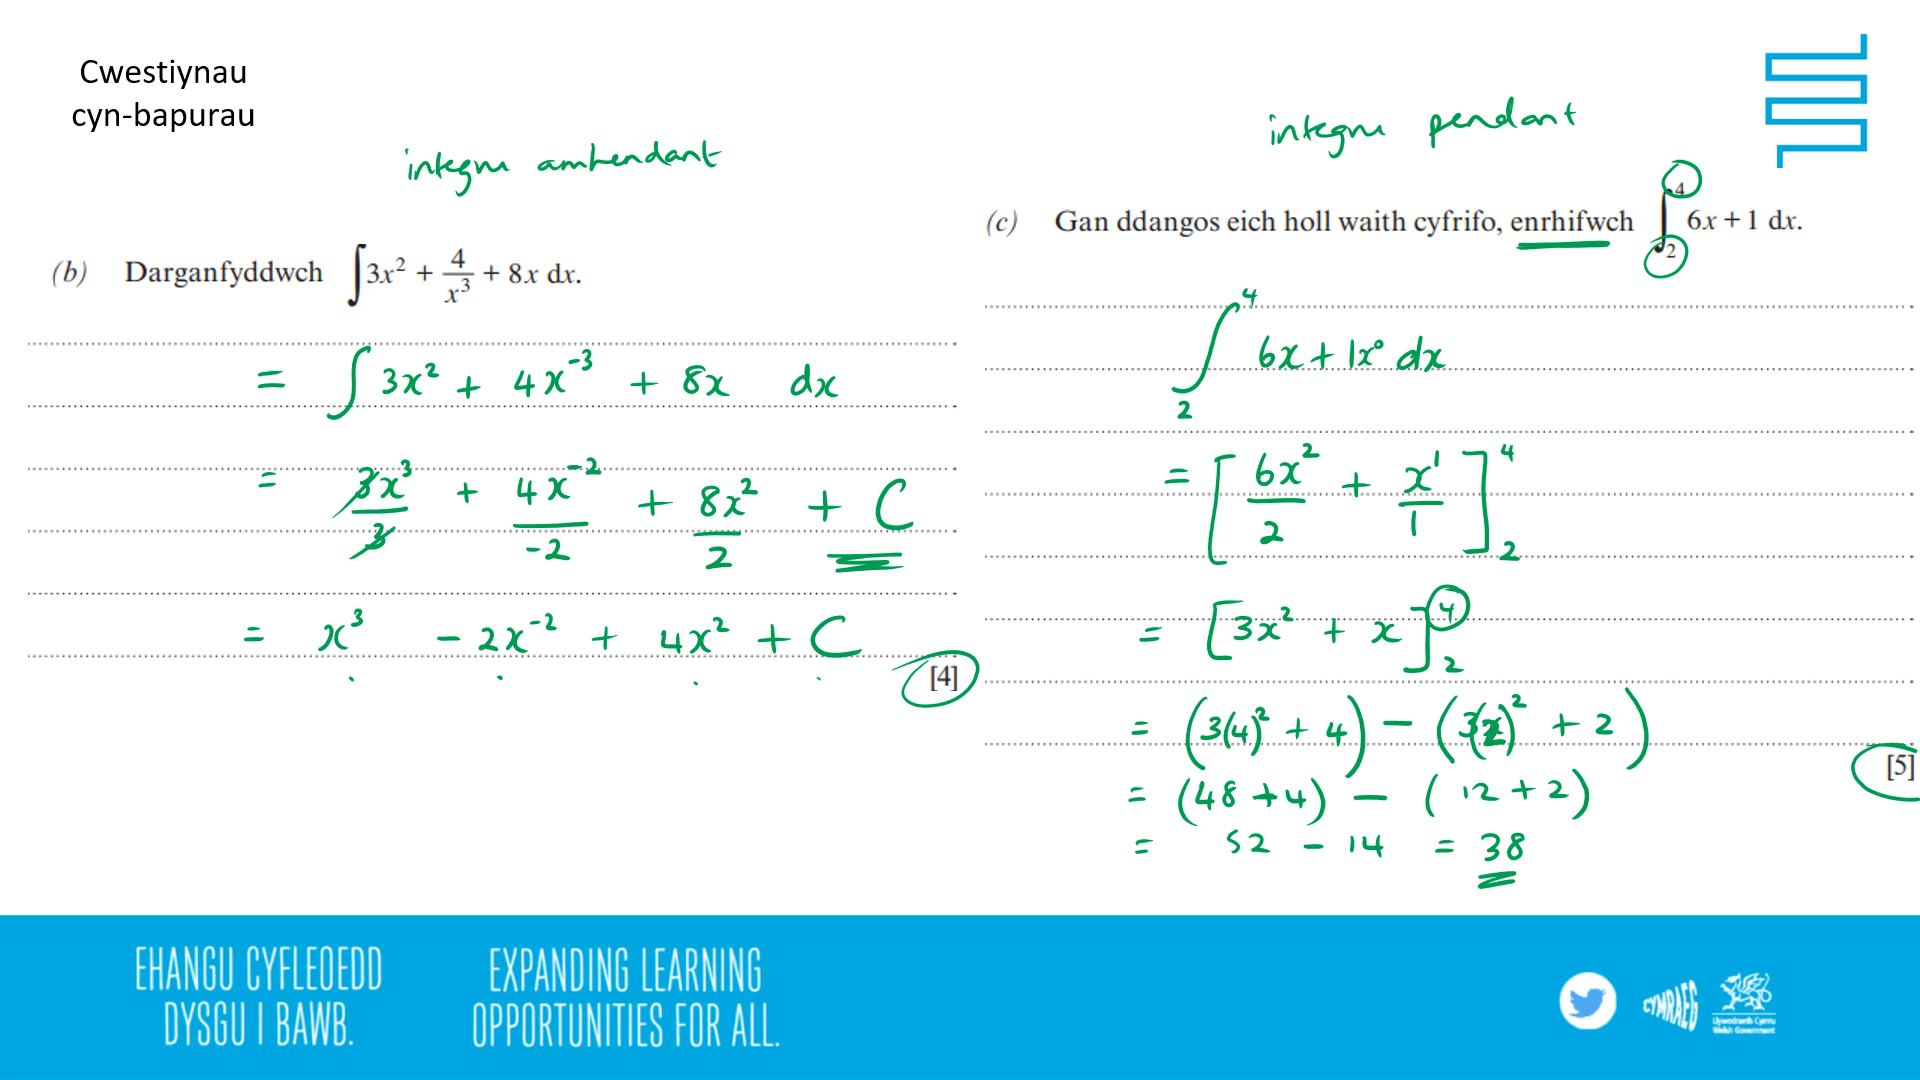 Cwestiynau
cyn-bapurau
integru amhendant
(b) Darganfyddwch ∫3x² + 4/x³ + 8x dx.
= ∫ 3x² + 4x⁻³ + 8x dx
= 3x³/3 + 4x⁻²/-2 + 8x²/2 + C
= x³ - 2x⁻² + 4x² + C
[4]
integru pendant
(c) Gan ddangos eich holl waith cyfrifo, enrhifwch ∫₂⁴ 6x + 1 dx.
∫₂⁴ 6x + 1x⁰ dx
= [6x²/2 + x¹/1]₂⁴
= [3x² + x]₂⁴
= (3(4)² + 4) - (3(2)² + 2)
[5]
= (48 + 4) - (12 + 2)
= 52 - 14 = 38
EHANGU CYFLEOEDD
DYSGU I BAWB.
EXPANDING LEARNING
OPPORTUNITIES FOR ALL.
CYMRAEG
Llywodraeth Cymru
Welsh Government